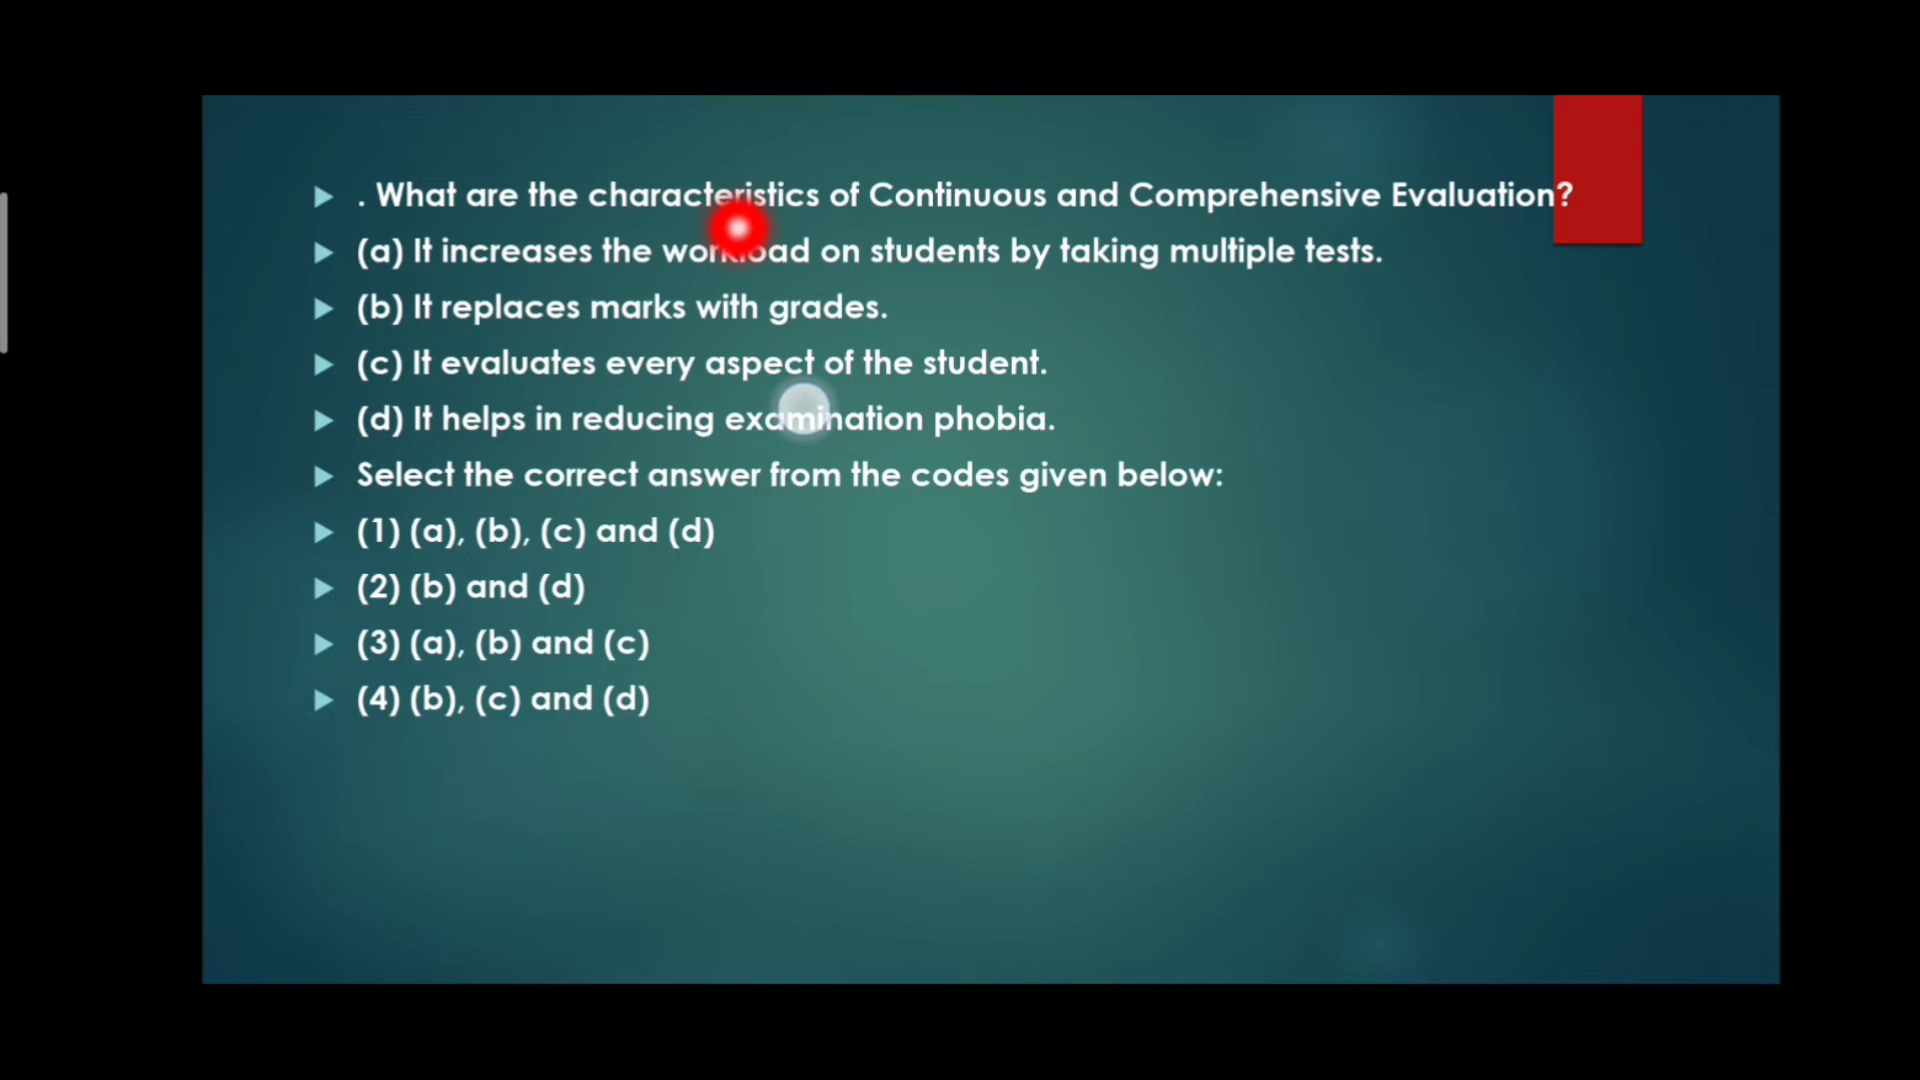 . What are the characteristics of Continuous and Comprehensive Evaluation?
(a) It increases the workload on students by taking multiple tests.
(b) It replaces marks with grades.
(c) It evaluates every aspect of the student.
(d) It helps in reducing examination phobia.
Select the correct answer from the codes given below:
(1) (a), (b), (c) and (d)
(2) (b) and (d)
(3) (a), (b) and (c)
(4) (b), (c) and (d)